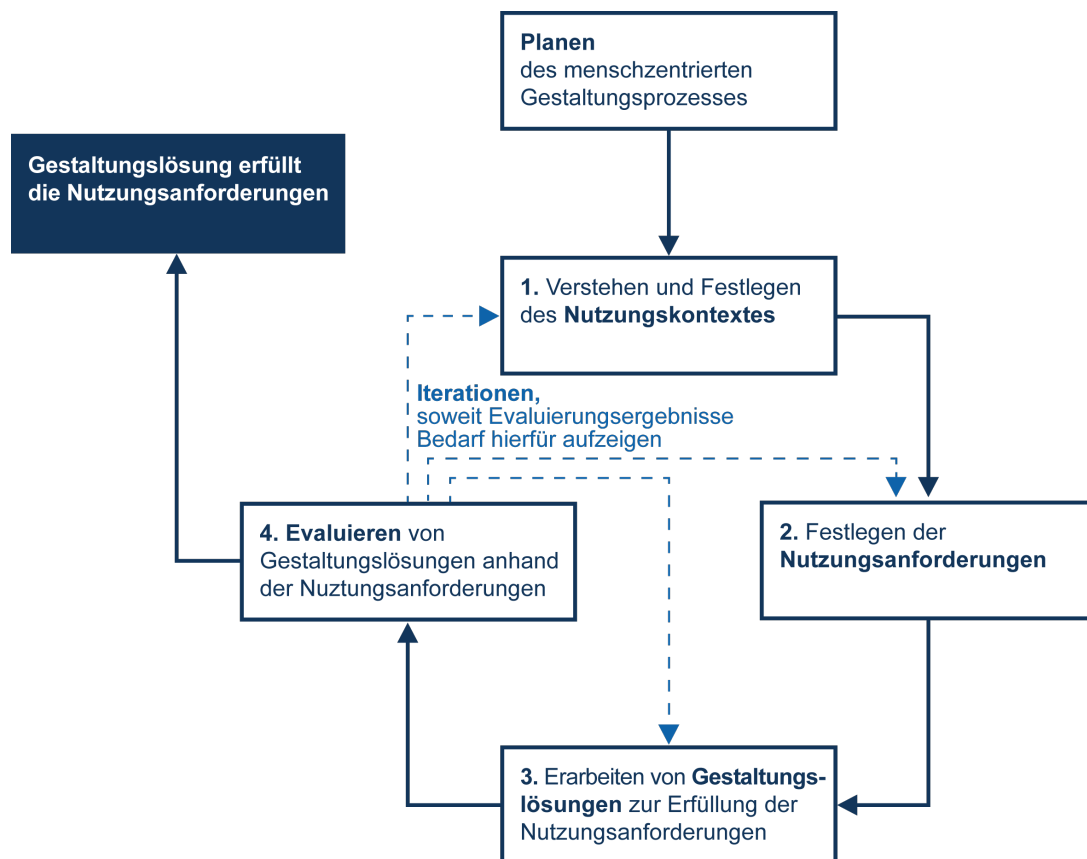 Planen
des menschzentrierten
Gestaltungsprozesses
Gestaltungslösung erfüllt
die Nutzungsanforderungen
1. Verstehen und Festlegen
des Nutzungskontextes
Iterationen,
soweit Evaluierungsergebnisse
Bedarf hierfür aufzeigen
2. Festlegen der
Nutzungsanforderungen
4. Evaluieren von
Gestaltungslösungen anhand
der Nuztungsanforderungen
3. Erarbeiten von Gestaltungs-
lösungen zur Erfüllung der
Nutzungsanforderungen